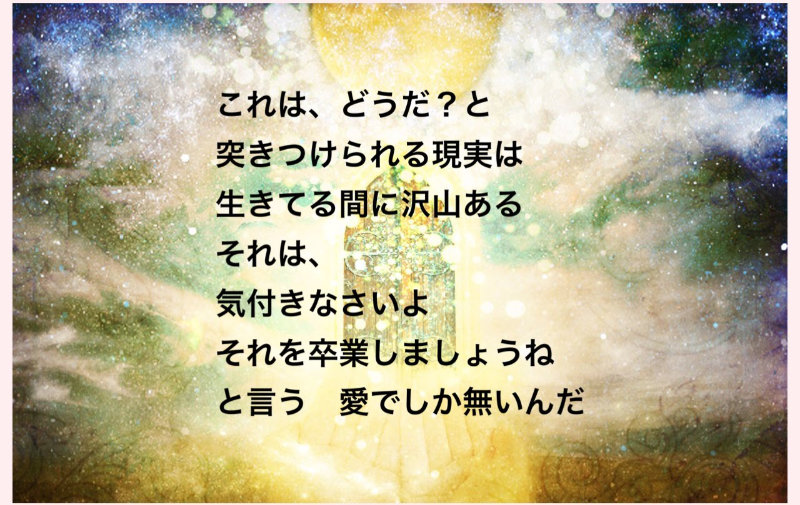 これは、どうだ？と
突きつけられる現実は
生きてる間に沢山ある
それは、
気付きなさいよ
それを卒業しましょうね
と言う　愛でしか無いんだ